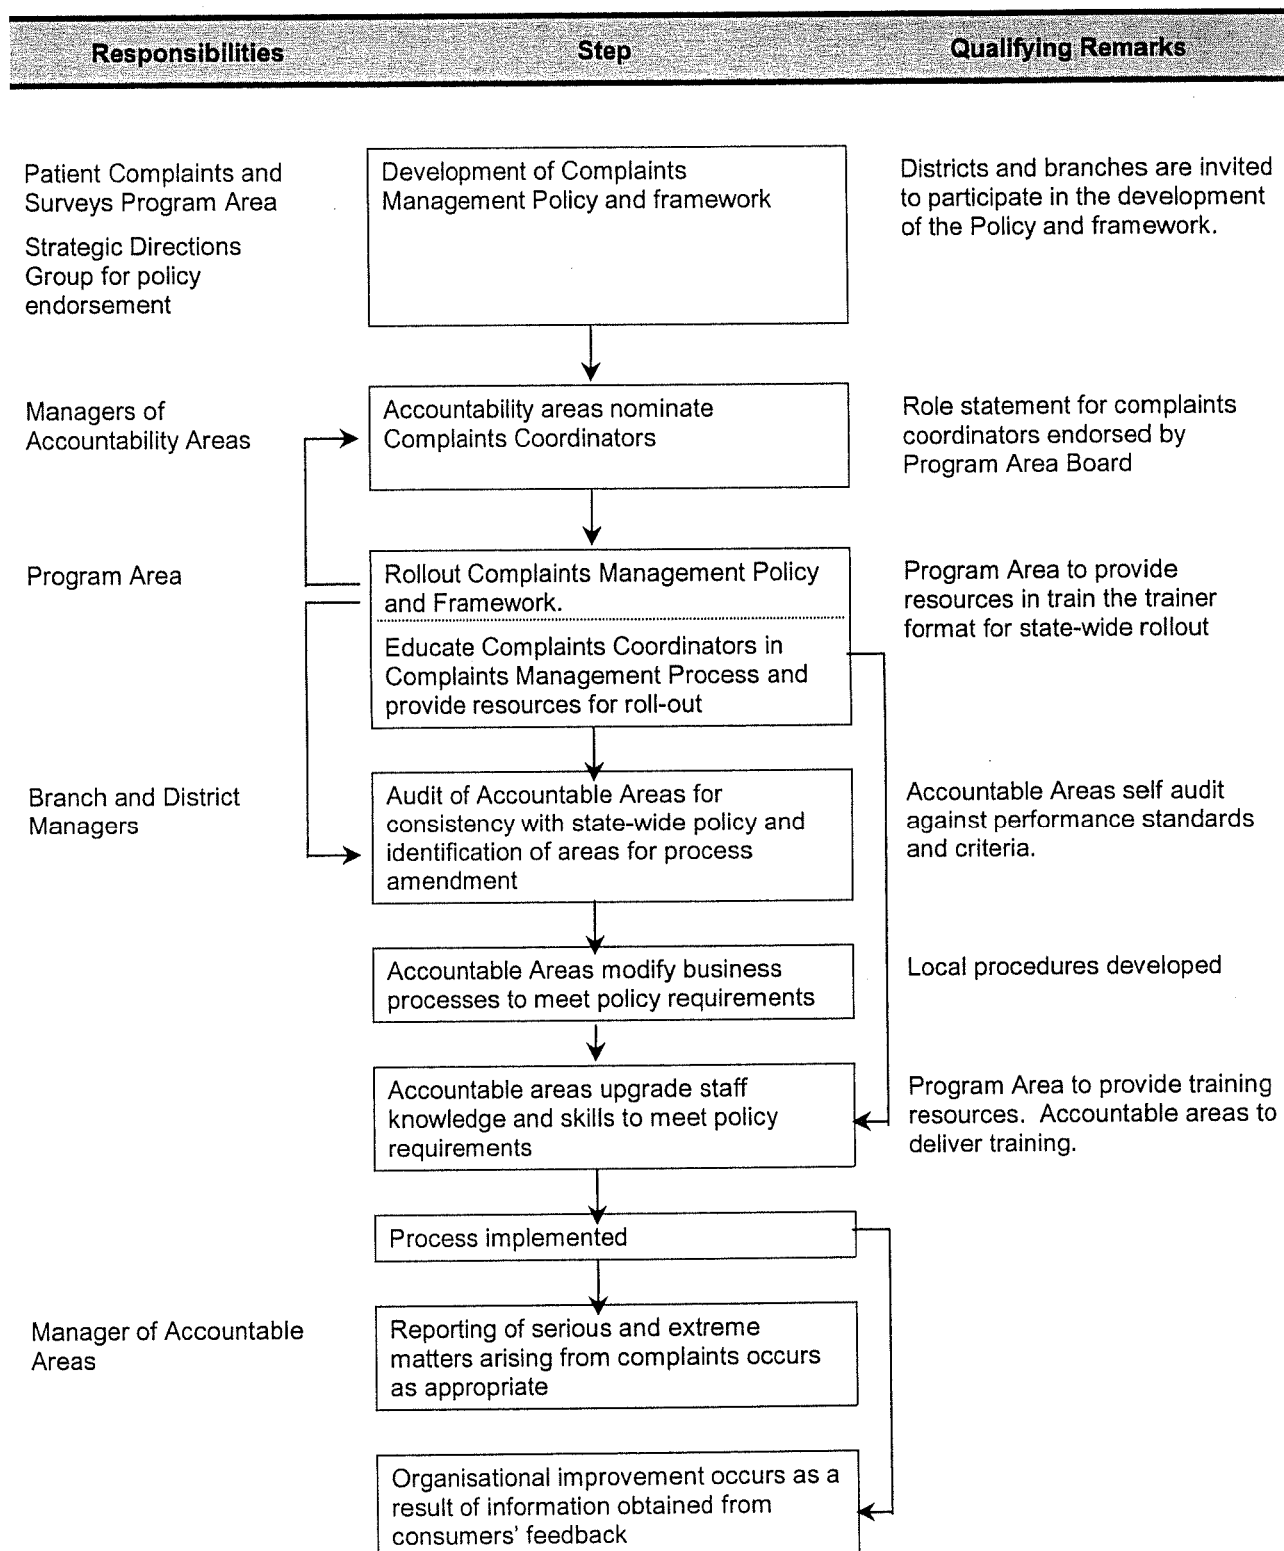 Responsibilities
Step
Qualifying Remarks
Patient Complaints and
Surveys Program Area
Strategic Directions
Group for policy
endorsement
Development of Complaints
Management Policy and framework
Districts and branches are invited
to participate in the development
of the Policy and framework.
Managers of
Accountability Areas
Accountability areas nominate
Complaints Coordinators
Role statement for complaints
coordinators endorsed by
Program Area Board
Program Area
Rollout Complaints Management Policy
and Framework.
Educate Complaints Coordinators in
Complaints Management Process and
provide resources for roll-out
Program Area to provide
resources in train the trainer
format for state-wide rollout
Branch and District
Managers
Audit of Accountable Areas for
consistency with state-wide policy and
identification of areas for process
amendment
Accountable Areas self audit
against performance standards
and criteria.
Accountable Areas modify business
processes to meet policy requirements
Local procedures developed
Accountable areas upgrade staff
knowledge and skills to meet policy
requirements
Program Area to provide training
resources.  Accountable areas to
deliver training.
Process implemented
Manager of Accountable
Areas
Reporting of serious and extreme
matters arising from complaints occurs
as appropriate
Organisational improvement occurs as a
result of information obtained from
consumers' feedback